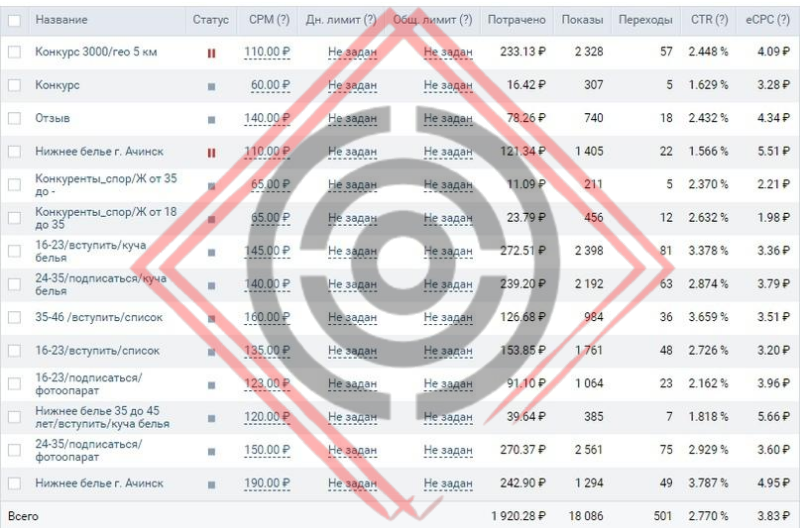 Название Статус CPM (?) Дн. лимит (?) Общ. лимит (?) Потрачено Показы Переходы CTR (?) eCPC (?)
Конкурс 3000/гео 5 км 110.00 ₽ Не задан Не задан 233.13 ₽ 2 328 57 2.448 % 4.09 ₽
Конкурс 60.00 ₽ Не задан Не задан 16.42 ₽ 307 5 1.629 % 3.28 ₽
Отзыв 140.00 ₽ Не задан Не задан 78.26 ₽ 740 18 2.432 % 4.34 ₽
Нижнее белье г. Ачинск 110.00 ₽ Не задан Не задан 121.34 ₽ 1 405 22 1.566 % 5.51 ₽
Конкуренты_спор/Ж от 35
до - 65.00 ₽ Не задан Не задан 11.09 ₽ 211 5 2.370 % 2.21 ₽
Конкуренты_спор/Ж от 18
до 35 65.00 ₽ Не задан Не задан 23.79 ₽ 456 12 2.632 % 1.98 ₽
16-23/вступить/куча
белья 145.00 ₽ Не задан Не задан 272.51 ₽ 2 398 81 3.378 % 3.36 ₽
24-35/подписаться/куча
белья 140.00 ₽ Не задан Не задан 239.20 ₽ 2 192 63 2.874 % 3.79 ₽
35-46 /вступить/список 160.00 ₽ Не задан Не задан 126.68 ₽ 984 36 3.659 % 3.51 ₽
16-23/вступить/список 135.00 ₽ Не задан Не задан 153.85 ₽ 1 761 48 2.726 % 3.20 ₽
16-23/подписаться/
фотоопарат 123.00 ₽ Не задан Не задан 91.10 ₽ 1 064 23 2.162 % 3.96 ₽
Нижнее белье 35 до 45
лет/вступить/куча белья 120.00 ₽ Не задан Не задан 39.64 ₽ 385 7 1.818 % 5.66 ₽
24-35/подписаться/
фотоопарат 150.00 ₽ Не задан Не задан 270.37 ₽ 2 561 75 2.929 % 3.60 ₽
Нижнее белье г. Ачинск 190.00 ₽ Не задан Не задан 242.90 ₽ 1 294 49 3.787 % 4.95 ₽
Всего 1 920.28 ₽ 18 086 501 2.770 % 3.83 ₽